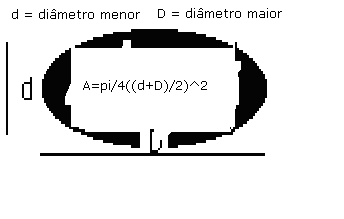 d = diâmetro menor D = diâmetro maior
d
A=pi/4((d+D)/2)^2
D